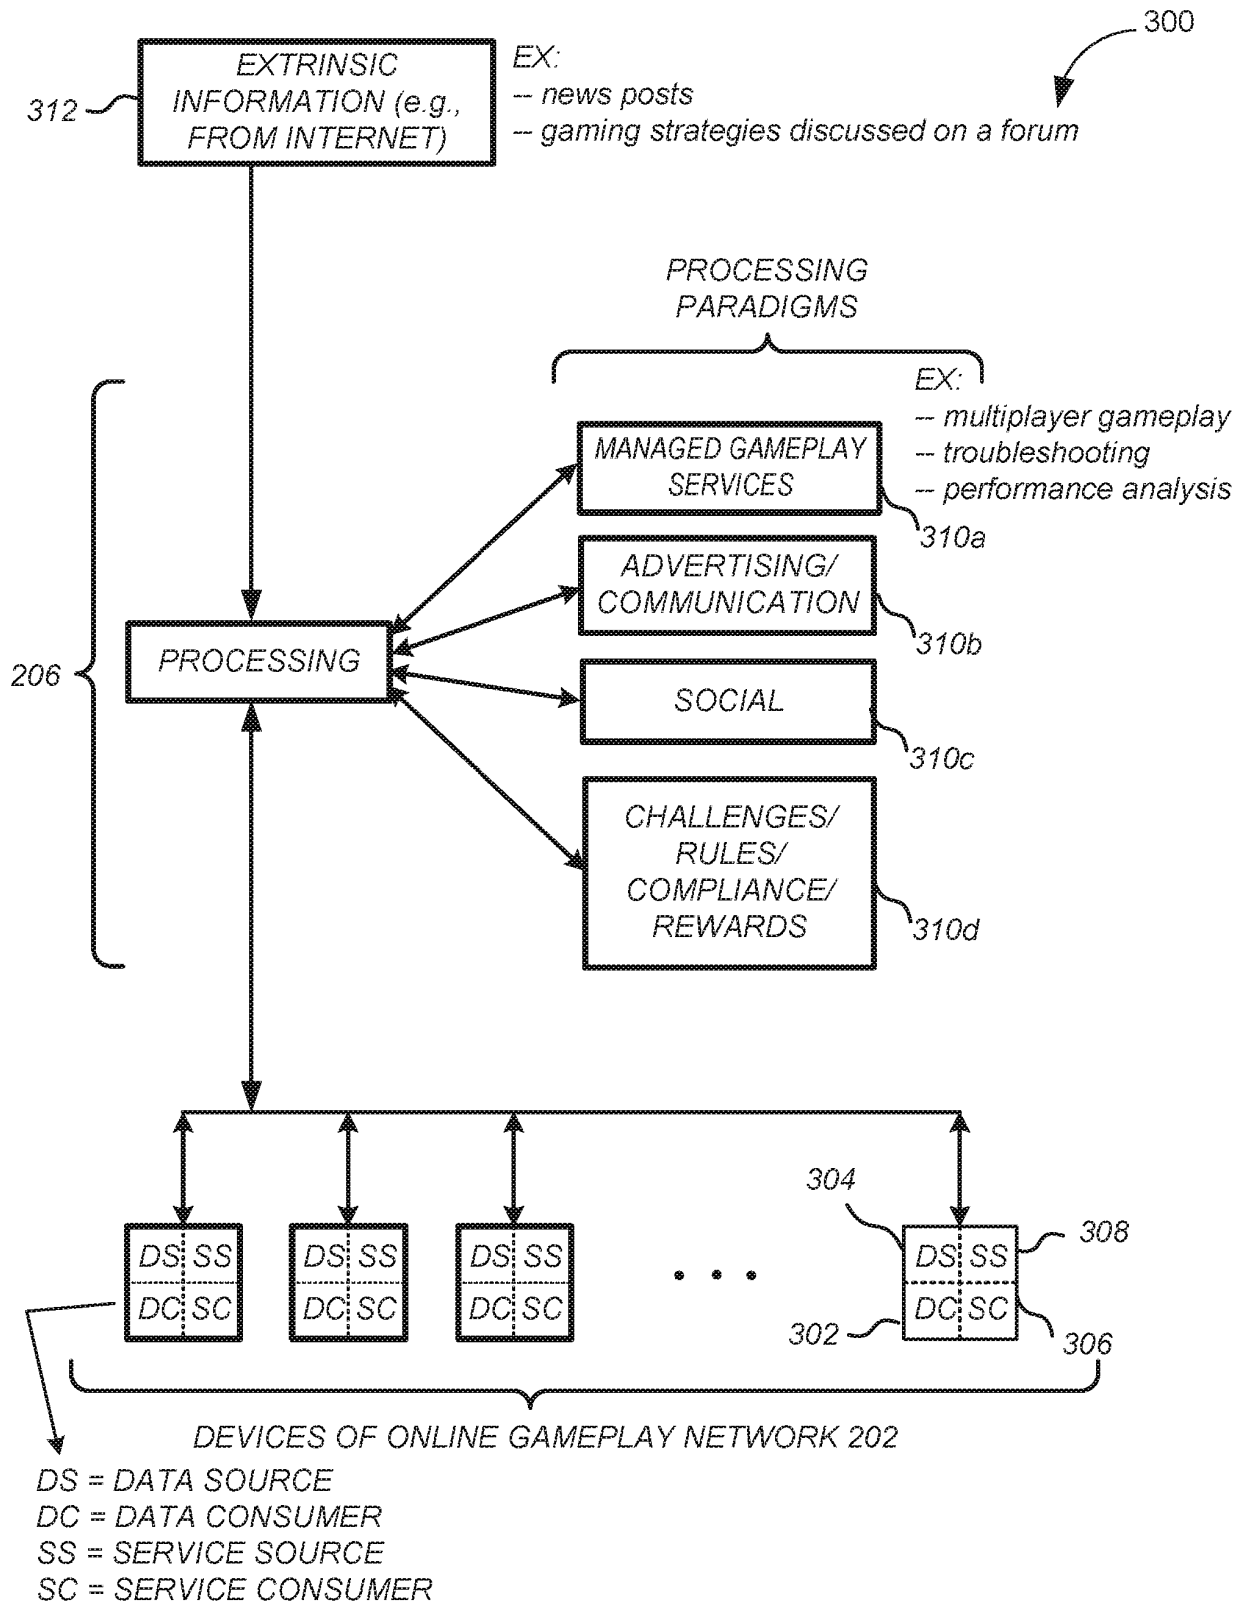 300
EXTRINSIC
INFORMATION (e.g.,
FROM INTERNET)
312
EX:
-- news posts
-- gaming strategies discussed on a forum
PROCESSING
PARADIGMS
EX:
-- multiplayer gameplay
-- troubleshooting
-- performance analysis
MANAGED GAMEPLAY
SERVICES
310a
ADVERTISING/
COMMUNICATION
310b
206
PROCESSING
SOCIAL
310c
CHALLENGES/
RULES/
COMPLIANCE/
REWARDS
310d
304
308
DS SS
DC SC
DS SS
DC SC
DS SS
DC SC
. . .
DS SS
DC SC
302
306
DEVICES OF ONLINE GAMEPLAY NETWORK 202
DS = DATA SOURCE
DC = DATA CONSUMER
SS = SERVICE SOURCE
SC = SERVICE CONSUMER